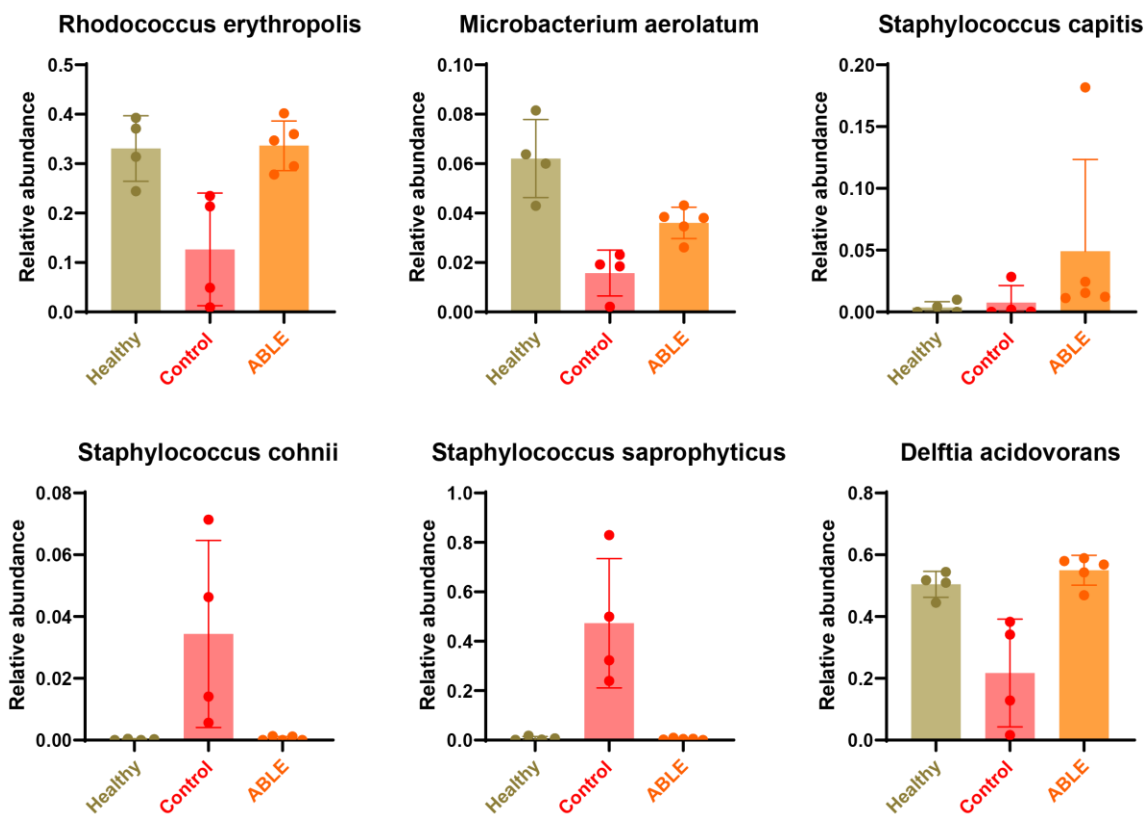 Rhodococcus erythropolis
Relative abundance
0.5
0.4
0.3
0.2
0.1
0.0
Healthy
Control
ABLE
Microbacterium aerolatum
Relative abundance
0.10
0.08
0.06
0.04
0.02
0.00
Healthy
Control
ABLE
Staphylococcus capitis
Relative abundance
0.20
0.15
0.10
0.05
0.00
Healthy
Control
ABLE
Staphylococcus cohnii
Relative abundance
0.08
0.06
0.04
0.02
0.00
Healthy
Control
ABLE
Staphylococcus saprophyticus
Relative abundance
1.0
0.8
0.6
0.4
0.2
0.0
Healthy
Control
ABLE
Delftia acidovorans
Relative abundance
0.8
0.6
0.4
0.2
0.0
Healthy
Control
ABLE